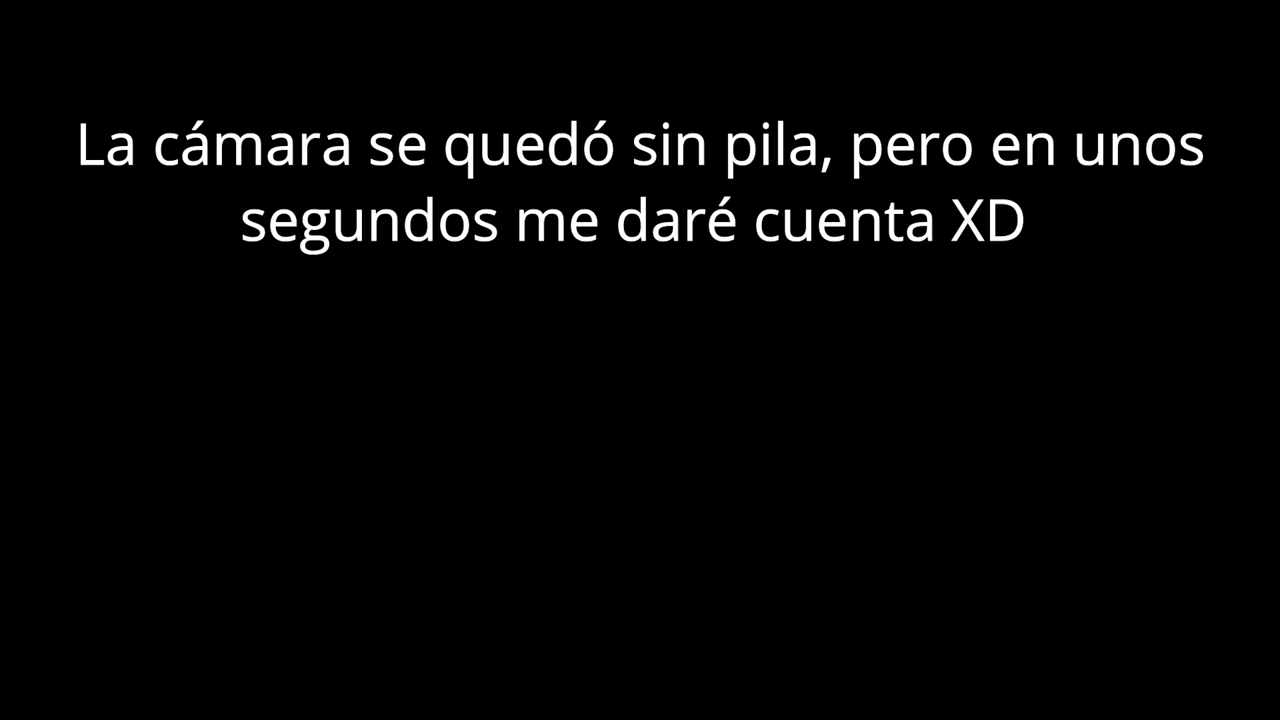 La cámara se quedó sin pila, pero en unos
segundos me daré cuenta XD